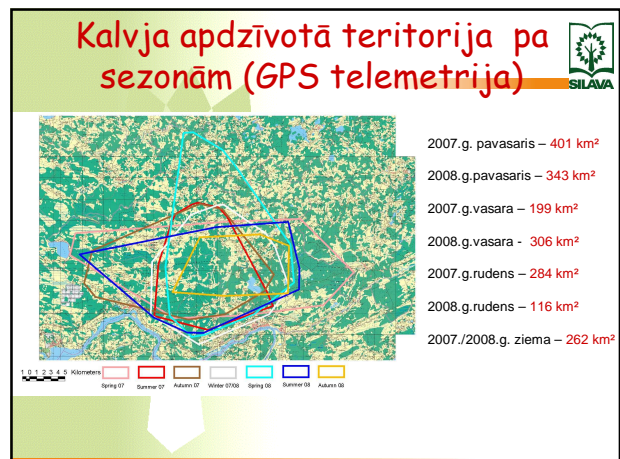 Kalvja apdzīvotā teritorija pa
sezonām (GPS telemetrija)
SILAVA
2007.g. pavasaris – 401 km²
2008.g.pavasaris – 343 km²
2007.g.vasara – 199 km²
2008.g.vasara - 306 km²
2007.g.rudens – 284 km²
2008.g.rudens – 116 km²
2007./2008.g. ziema – 262 km²
1 0 1 2 3 4 5 Kilometers
Spring 07 Summer 07 Autumn 07 Winter 07/08 Spring 08 Summer 08 Autumn 08